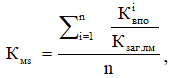 К_мз = (∑_{i=1}^{n} К^i_впо / К_заг.лм) / n ,